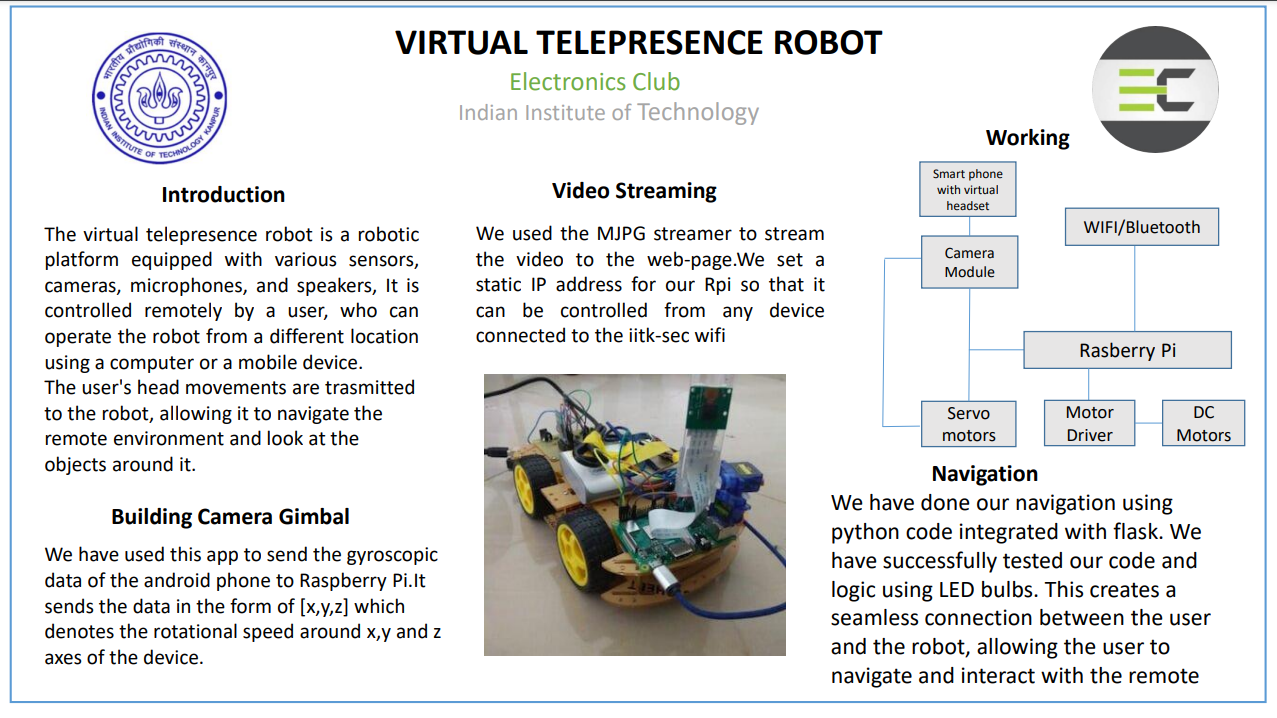 VIRTUAL TELEPRESENCE ROBOT
Electronics Club
Indian Institute of Technology
भारतीय प्रौद्योगिकी संस्थान कानपुर
INDIAN INSTITUTE OF TECHNOLOGY KANPUR
EC
Introduction
The virtual telepresence robot is a robotic
platform equipped with various sensors,
cameras, microphones, and speakers, It is
controlled remotely by a user, who can
operate the robot from a different location
using a computer or a mobile device.
The user's head movements are trasmitted
to the robot, allowing it to navigate the
remote environment and look at the
objects around it.
Building Camera Gimbal
We have used this app to send the gyroscopic
data of the android phone to Raspberry Pi.It
sends the data in the form of [x,y,z] which
denotes the rotational speed around x,y and z
axes of the device.
Video Streaming
We used the MJPG streamer to stream
the video to the web-page.We set a
static IP address for our Rpi so that it
can be controlled from any device
connected to the iitk-sec wifi
Working
Smart phone
with virtual
headset
WIFI/Bluetooth
Camera
Module
Rasberry Pi
Servo
motors
Motor
Driver
DC
Motors
Navigation
We have done our navigation using
python code integrated with flask. We
have successfully tested our code and
logic using LED bulbs. This creates a
seamless connection between the user
and the robot, allowing the user to
navigate and interact with the remote